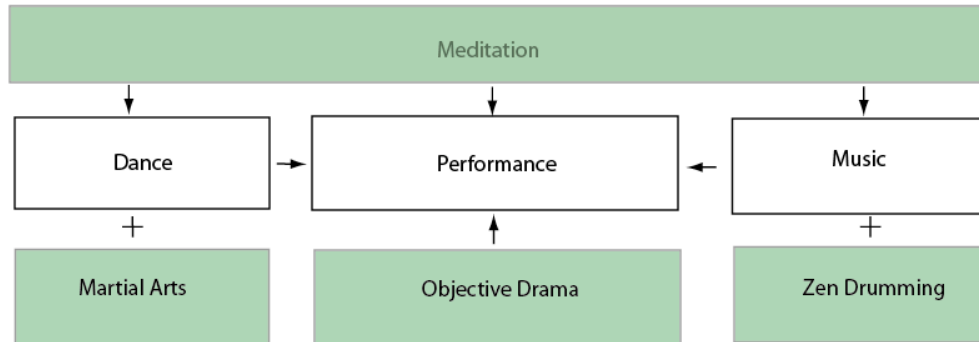 Meditation
Dance
Performance
Music
+
+
Martial Arts
Objective Drama
Zen Drumming